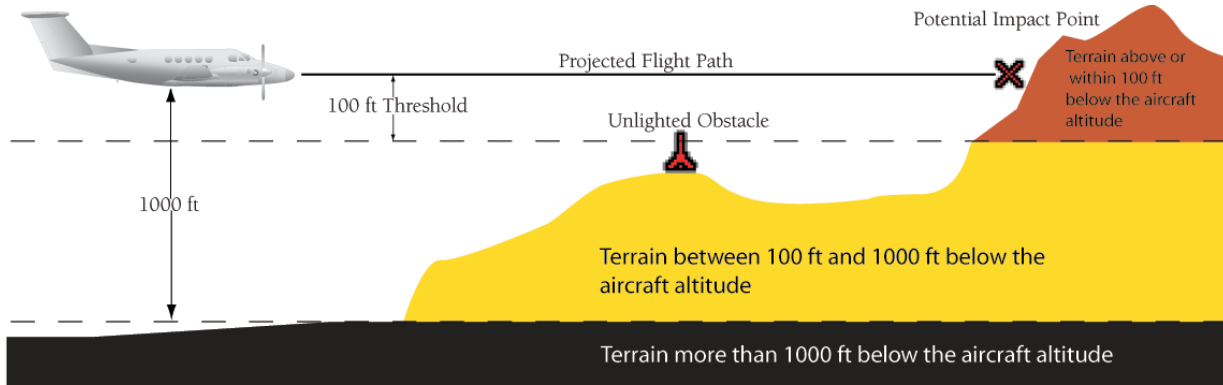 Potential Impact Point
Projected Flight Path
Terrain above or
within 100 ft
below the aircraft
altitude
100 ft Threshold
Unlighted Obstacle
1000 ft
Terrain between 100 ft and 1000 ft below the
aircraft altitude
Terrain more than 1000 ft below the aircraft altitude